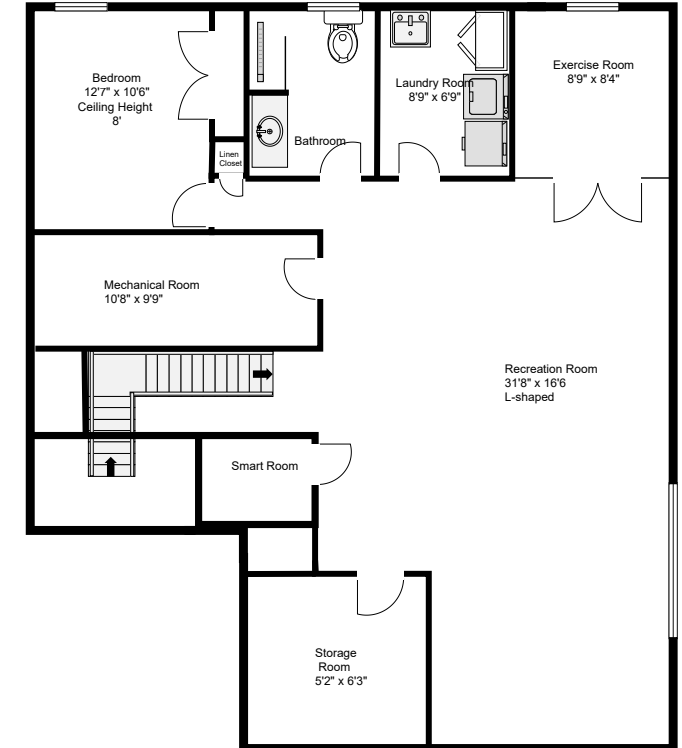 Bedroom
12'7" x 10'6"
Ceiling Height
8'
Linen
Closet
Bathroom
Laundry Room
8'9" x 6'9"
Exercise Room
8'9" x 8'4"
Mechanical Room
10'8" x 9'9"
Recreation Room
31'8" x 16'6
L-shaped
Smart Room
Storage
Room
5'2" x 6'3"